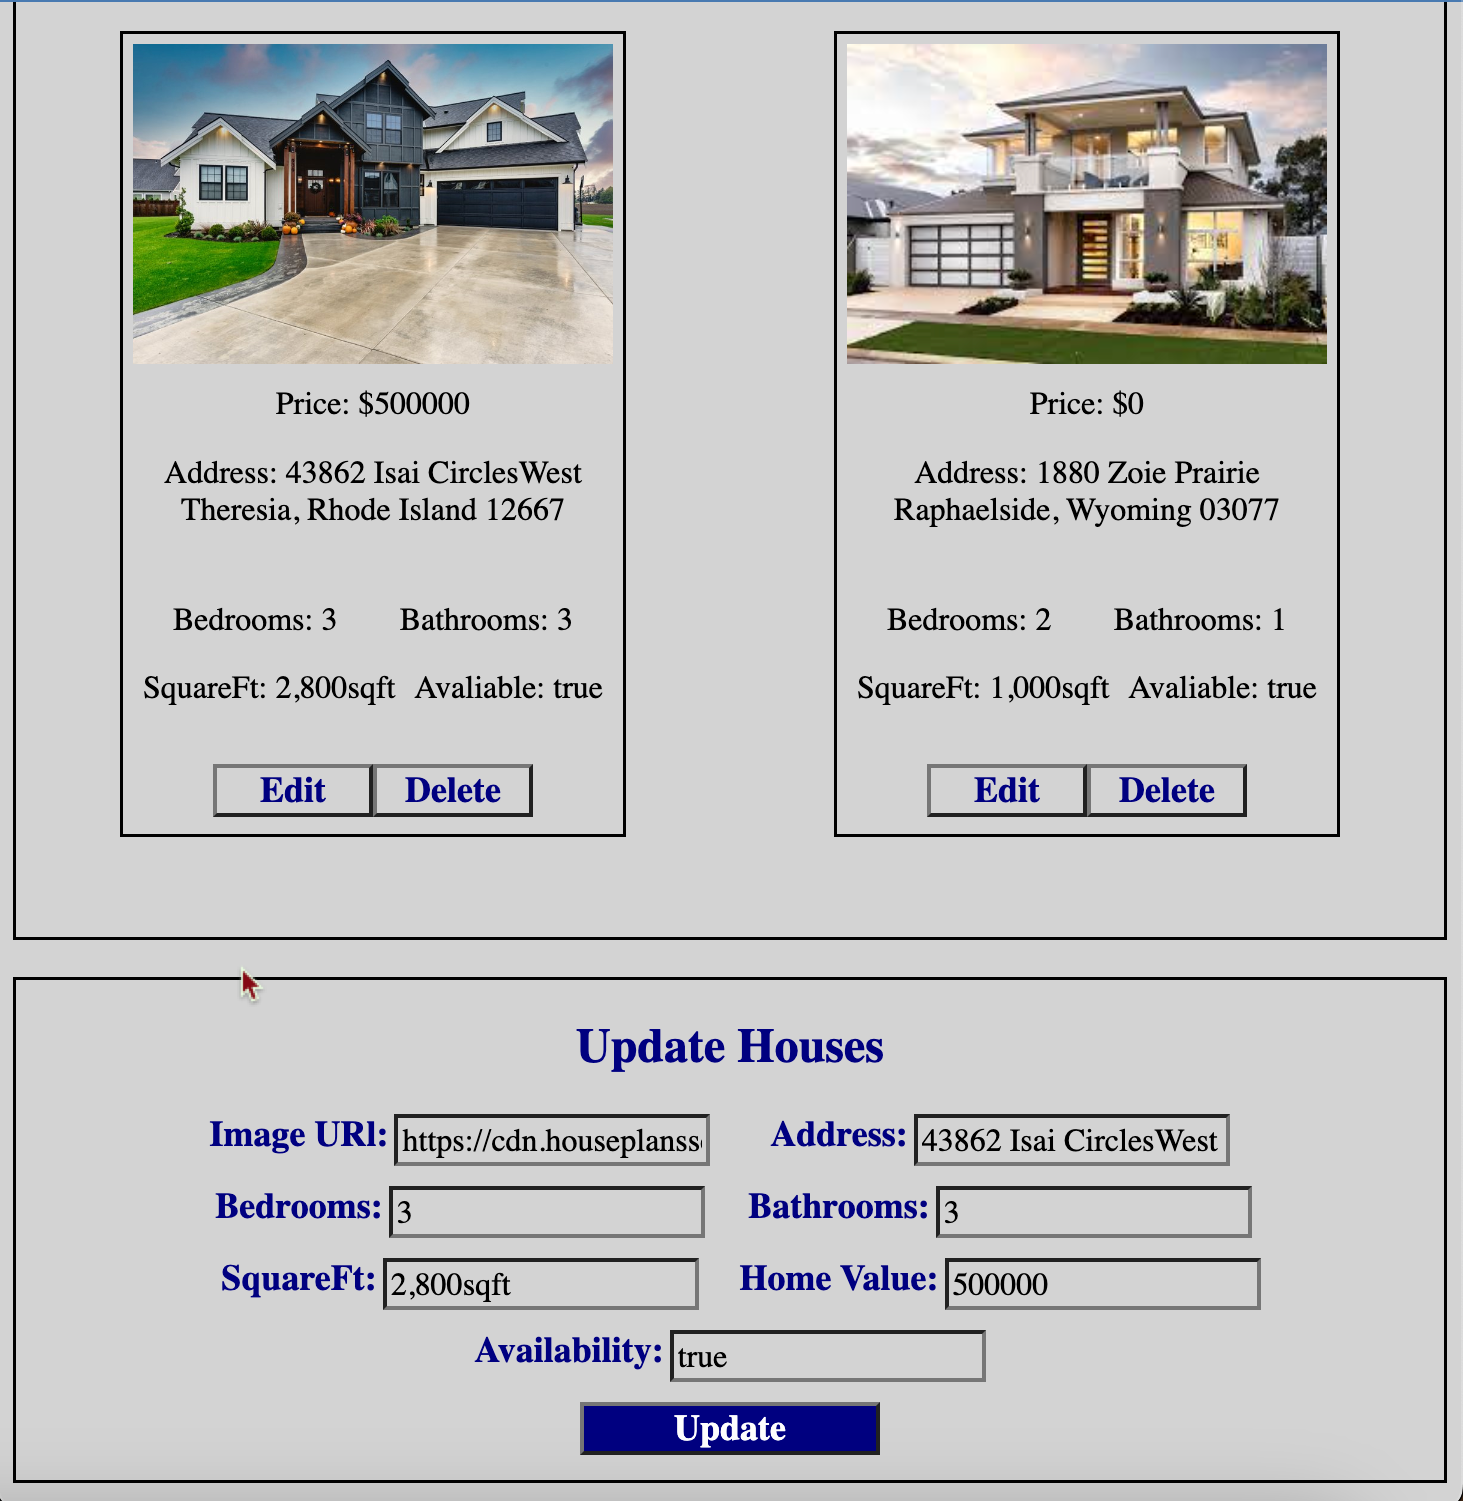 Price: $500000
Address: 43862 Isai CirclesWest
Theresia, Rhode Island 12667
Bedrooms: 3 Bathrooms: 3
SquareFt: 2,800sqft Avaliable: true
Edit Delete
Price: $0
Address: 1880 Zoie Prairie
Raphaelside, Wyoming 03077
Bedrooms: 2 Bathrooms: 1
SquareFt: 1,000sqft Avaliable: true
Edit Delete
Update Houses
Image URl: https://cdn.houseplanss Address: 43862 Isai CirclesWest
Bedrooms: 3 Bathrooms: 3
SquareFt: 2,800sqft Home Value: 500000
Availability: true
Update